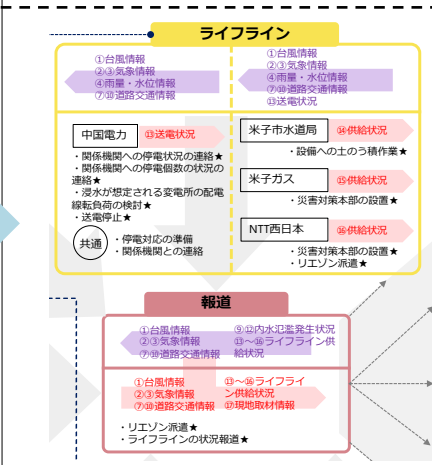 ライフライン
①台風情報
②③気象情報
④雨量・水位情報
⑦⑩道路交通情報
①台風情報
②③気象情報
④雨量・水位情報
⑦⑩道路交通情報
⑬送電状況
中国電力
⑬送電状況
・関係機関への停電状況の連絡★
・関係機関への停電個数の状況の
連絡★
・浸水が想定される変電所の配電
線転負荷の検討★
・送電停止★
共通
・停電対応の準備
・関係機関との連絡
米子市水道局
⑭供給状況
・設備への土のう積作業★
米子ガス
⑮供給状況
・災害対策本部の設置★
NTT西日本
⑯供給状況
・災害対策本部の設置★
・リエゾン派遣★
報道
①台風情報
②③気象情報
⑦⑩道路交通情報
⑨⑫内水氾濫発生状況
⑬～⑯ライフライン供
給状況
①台風情報
②③気象情報
⑦⑩道路交通情報
⑬～⑯ライフライ
ン供給状況
⑰現地取材情報
・リエゾン派遣★
・ライフラインの状況報道★